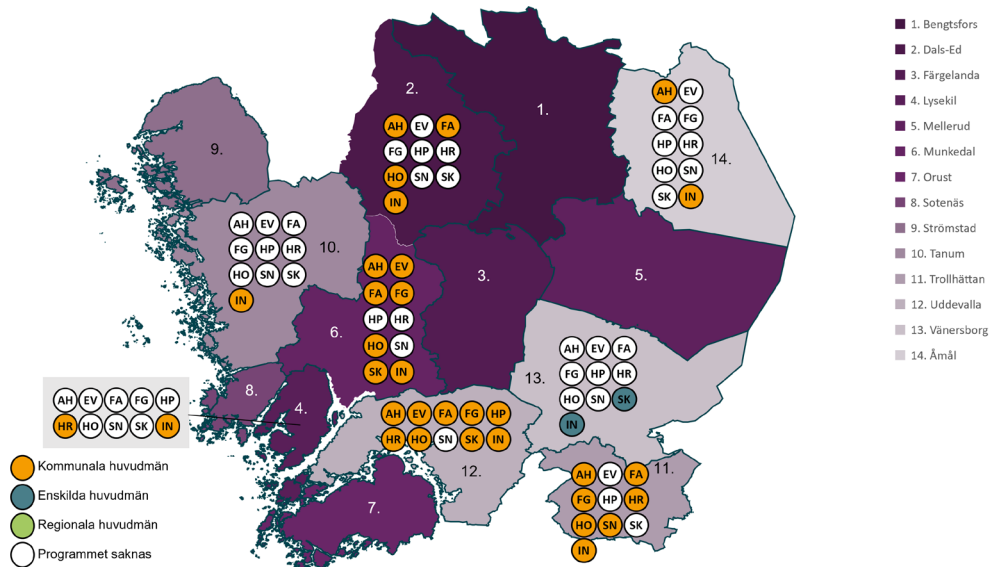 1. Bengtsfors
2. Dals-Ed
3. Färgelanda
4. Lysekil
5. Mellerud
6. Munkedal
7. Orust
8. Sotenäs
9. Strömstad
10. Tanum
11. Trollhättan
12. Uddevalla
13. Vänersborg
14. Åmål
1.
2.
AH EV FA
FG HP HR
HO SN SK
IN
AH EV
FA FG
HP HR
HO SN
SK IN
14.
9.
10.
AH EV FA
FG HP HR
HO SN SK
IN
3.
5.
6.
AH EV
FA FG
HP HR
HO SN
SK IN
13.
AH EV FA
FG HP HR
HO SN SK
IN
8.
4.
AH EV FA FG HP
HR HO SN SK IN
AH EV FA FG HP
HR HO SN SK IN
12.
7.
11.
AH EV FA
FG HP HR
HO SN SK
IN
Kommunala huvudmän
Enskilda huvudmän
Regionala huvudmän
Programmet saknas